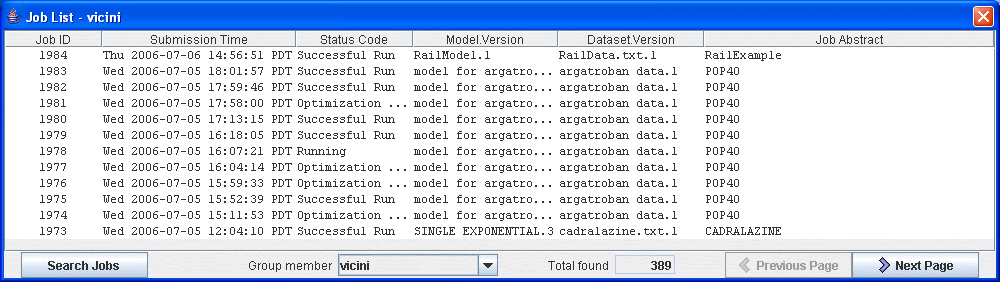 Job List - vicini
Job ID Submission Time Status Code Model.Version Dataset.Version Job Abstract
1984 Thu 2006-07-06 14:56:51 PDT Successful Run RailModel.1 RailData.txt.1 RailExample
1983 Wed 2006-07-05 18:01:57 PDT Successful Run model for argatro... argatroban data.1 POP40
1982 Wed 2006-07-05 17:59:46 PDT Successful Run model for argatro... argatroban data.1 POP40
1981 Wed 2006-07-05 17:58:00 PDT Optimization ... model for argatro... argatroban data.1 POP40
1980 Wed 2006-07-05 17:13:15 PDT Successful Run model for argatro... argatroban data.1 POP40
1979 Wed 2006-07-05 16:18:05 PDT Successful Run model for argatro... argatroban data.1 POP40
1978 Wed 2006-07-05 16:07:21 PDT Running model for argatro... argatroban data.1 POP40
1977 Wed 2006-07-05 16:04:14 PDT Optimization ... model for argatro... argatroban data.1 POP40
1976 Wed 2006-07-05 15:59:33 PDT Optimization ... model for argatro... argatroban data.1 POP40
1975 Wed 2006-07-05 15:52:39 PDT Successful Run model for argatro... argatroban data.1 POP40
1974 Wed 2006-07-05 15:11:53 PDT Optimization ... model for argatro... argatroban data.1 POP40
1973 Wed 2006-07-05 12:04:10 PDT Successful Run SINGLE EXPONENTIAL.3 cadralazine.txt.1 CADRALAZINE
Search Jobs Group member vicini Total found 389 Previous Page Next Page